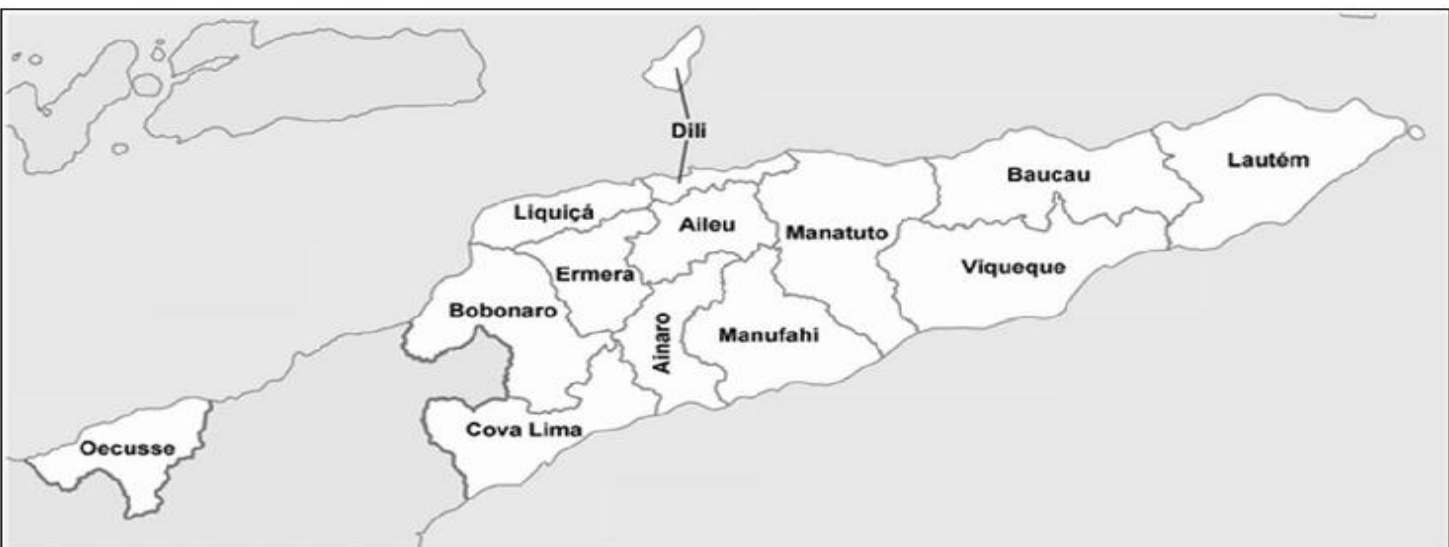 Dili
Lautém
Baucau
Liquiçá
Aileu
Manatuto
Viqueque
Ermera
Bobonaro
Manufahi
Ainaro
Cova Lima
Oecusse